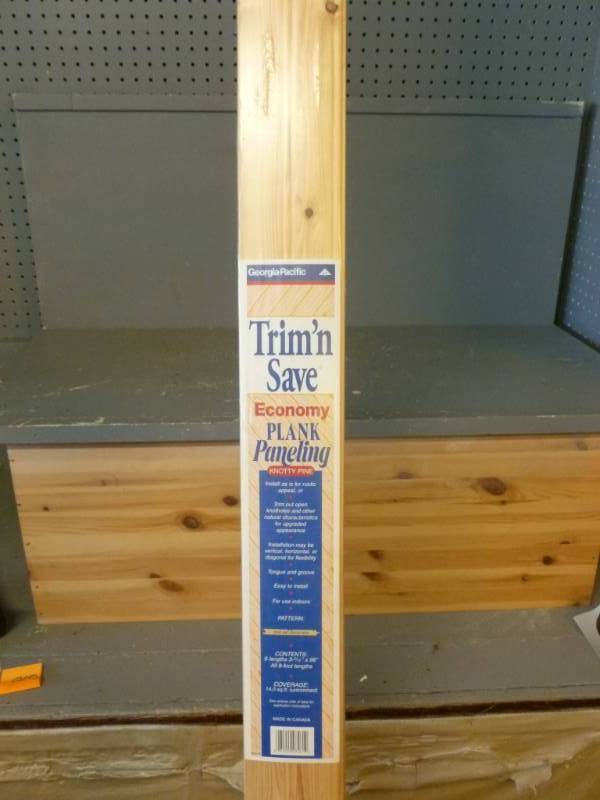 Georgia-Pacific
Trim'n
Save
Economy
PLANK
Paneling
KNOTTY PINE
Install as is for rustic
appeal, or
Trim out open
knotholes and other
natural characteristics
for upgraded
appearance
Installation may be
vertical, horizontal, or
diagonal for flexibility
Tongue and groove
Easy to install
For use indoors
PATTERN:
CONTENTS:
All 8-foot lengths
COVERAGE:
MADE IN CANADA